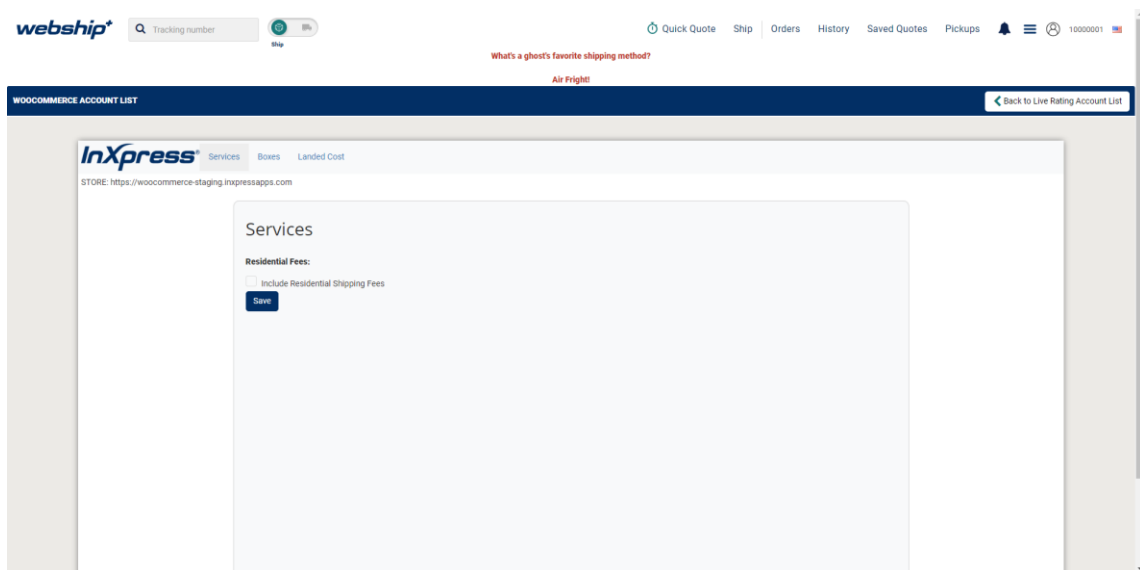 webship+
Tracking number
Ship
Quick Quote Ship Orders History Saved Quotes Pickups 10000001
What's a ghost's favorite shipping method?
Air Fright!
WOOCOMMERCE ACCOUNT LIST
Back to Live Rating Account List
InXpress® Services Boxes Landed Cost
STORE: https://woocommerce-staging.inxpressapps.com
Services
Residential Fees:
Include Residential Shipping Fees
Save